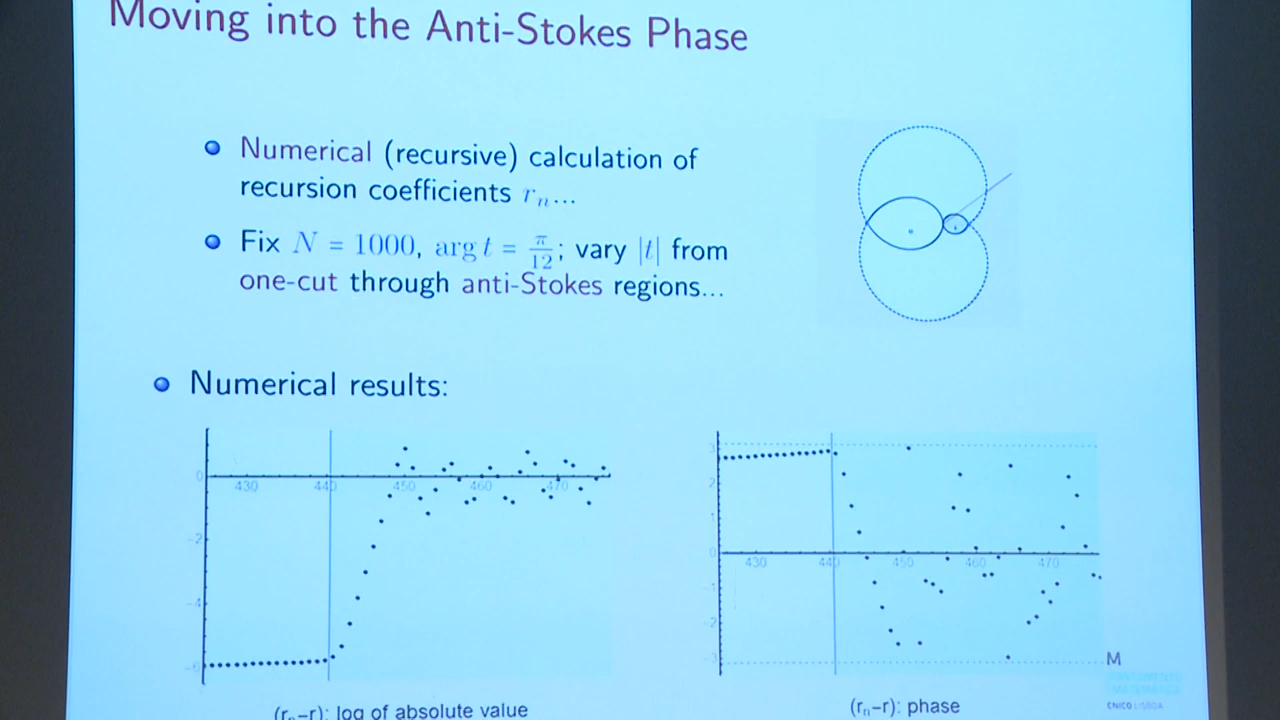 Moving into the Anti-Stokes Phase
Numerical (recursive) calculation of
recursion coefficients rₙ...
Fix N = 1000, arg t = π/12; vary |t| from
one-cut through anti-Stokes regions...
Numerical results:
0
430 440 450 460 470
-2
-4
-6
(rₙ-r): log of absolute value
3
2
1
0
430 440 450 460 470
-1
-2
-3
(rₙ-r): phase
M
CNICO LISBOA